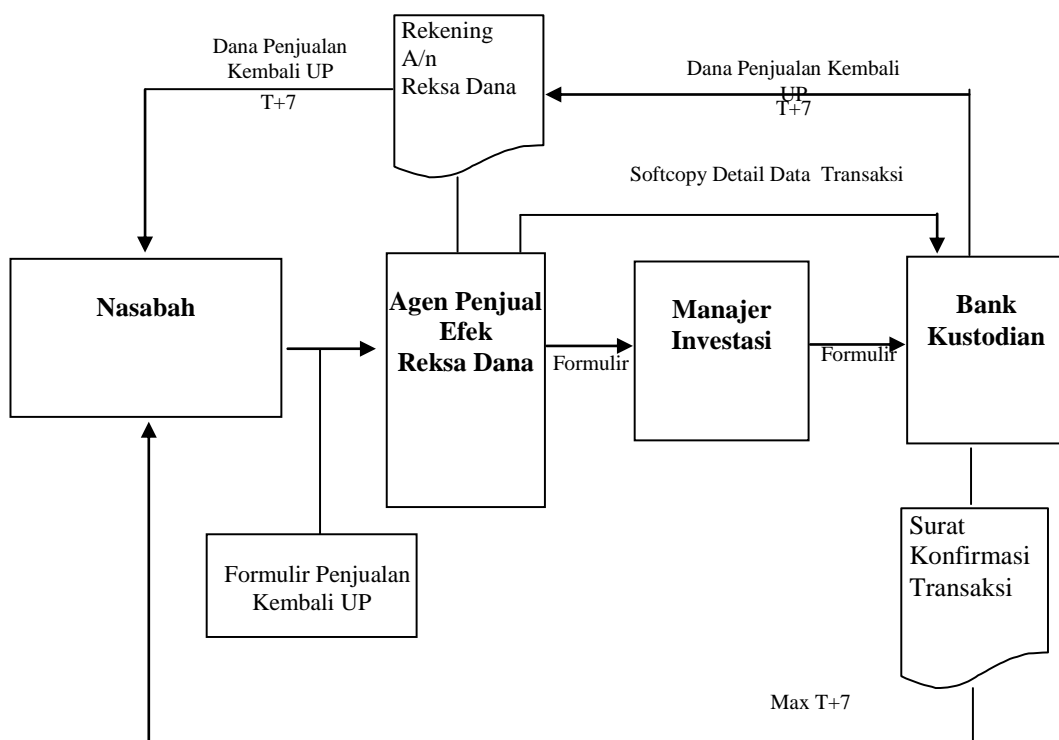 Rekening
A/n
Reksa Dana
Dana Penjualan
Kembali UP
T+7
Dana Penjualan Kembali
UP
T+7
Softcopy Detail Data Transaksi
Nasabah
Agen Penjual
Efek
Reksa Dana
Formulir
Manajer
Investasi
Formulir
Bank
Kustodian
Formulir Penjualan
Kembali UP
Surat
Konfirmasi
Transaksi
Max T+7